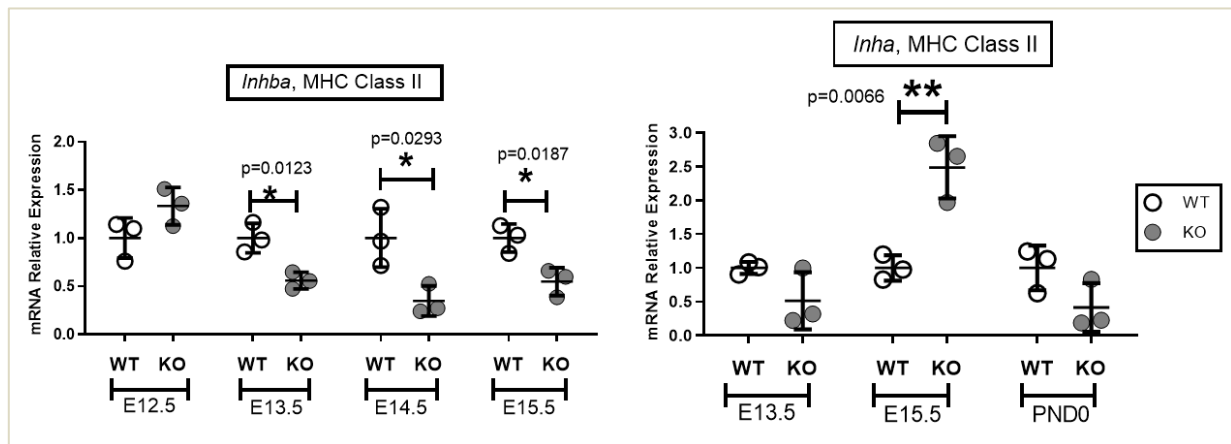 Inhba, MHC Class II
mRNA Relative Expression
2.0
1.5
1.0
0.5
0.0
p=0.0123
*
p=0.0293
*
p=0.0187
*
WT KO WT KO WT KO WT KO
E12.5 E13.5 E14.5 E15.5
Inha, MHC Class II
p=0.0066 **
mRNA Relative Expression
3.0
2.5
2.0
1.5
1.0
0.5
0.0
WT KO WT KO WT KO
E13.5 E15.5 PND0
WT
KO